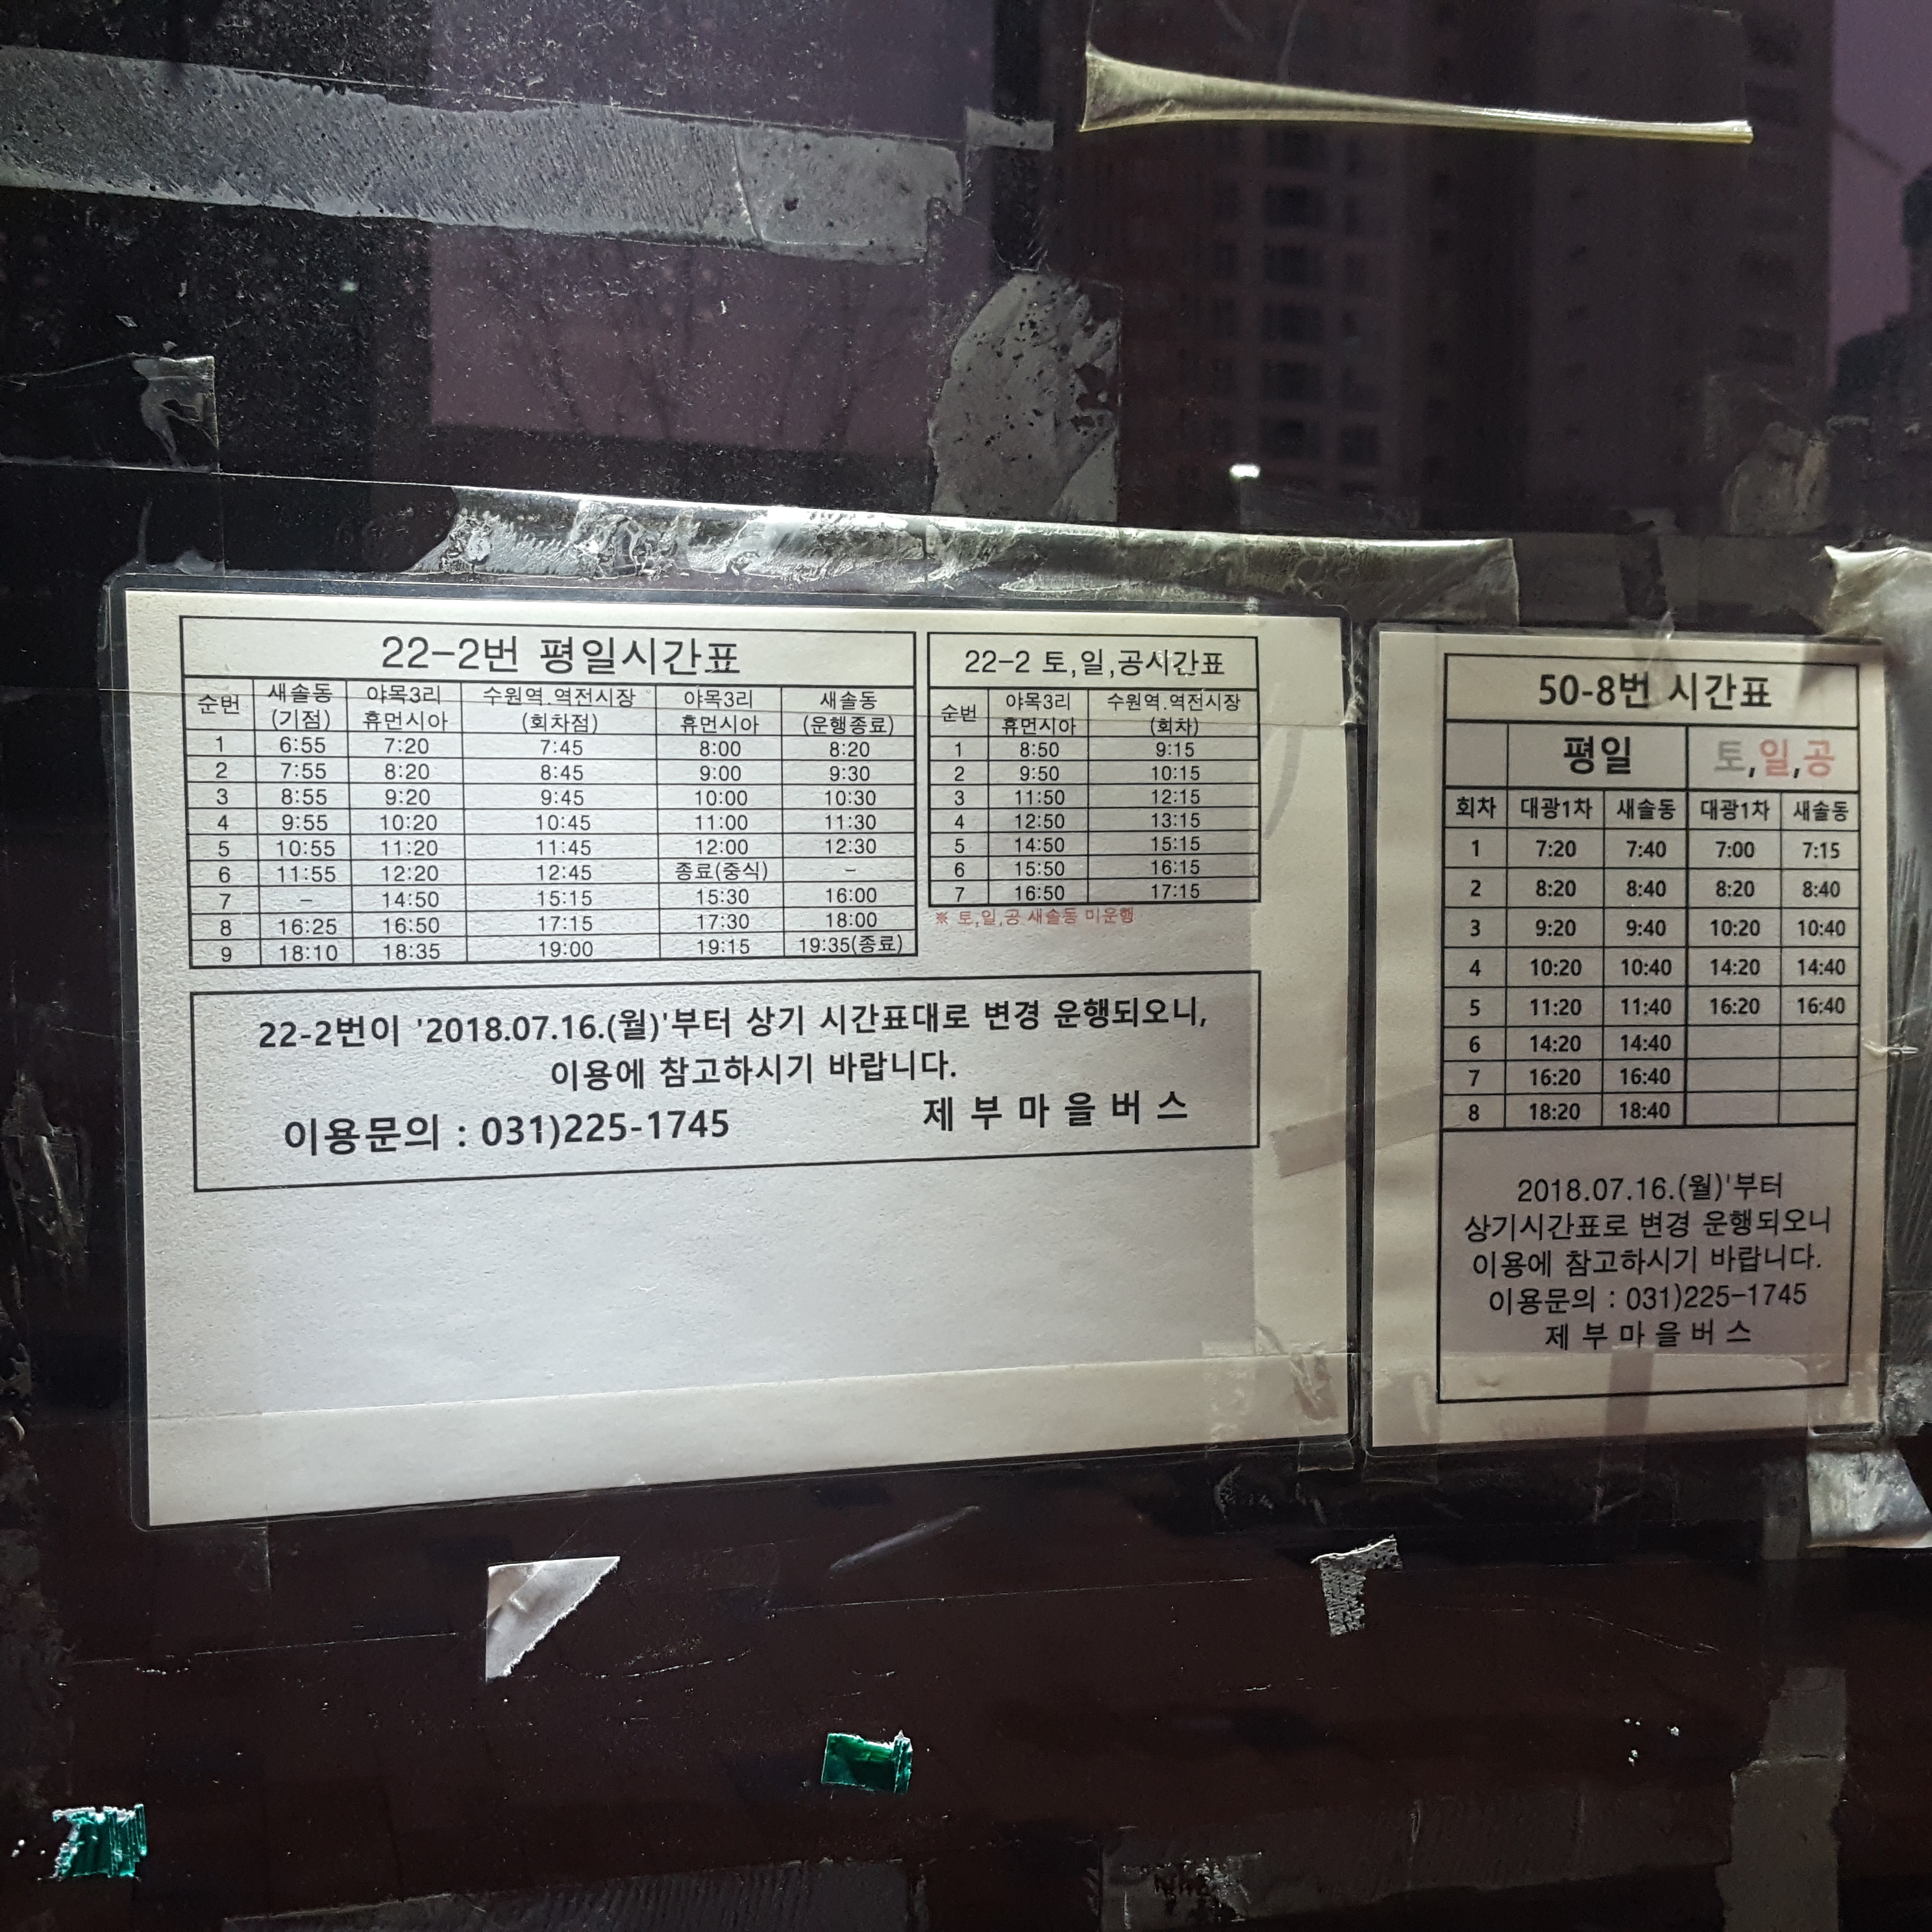 22-2번 평일시간표
순번 새솔동 (기점) 야목3리 휴먼시아 수원역.역전시장 (회차점) 야목3리 휴먼시아 새솔동 (운행종료)
1 6:55 7:20 7:45 8:00 8:20
2 7:55 8:20 8:45 9:00 9:30
3 8:55 9:20 9:45 10:00 10:30
4 9:55 10:20 10:45 11:00 11:30
5 10:55 11:20 11:45 12:00 12:30
6 11:55 12:20 12:45 종료(중식) -
7 - 14:50 15:15 15:30 16:00
8 16:25 16:50 17:15 17:30 18:00
9 18:10 18:35 19:00 19:15 19:35(종료)
22-2 토,일,공시간표
순번 야목3리 휴먼시아 수원역.역전시장 (회차)
1 8:50 9:15
2 9:50 10:15
3 11:50 12:15
4 12:50 13:15
5 14:50 15:15
6 15:50 16:15
7 16:50 17:15
※ 토,일,공 새솔동 미운행
22-2번이 '2018.07.16.(월)'부터 상기 시간표대로 변경 운행되오니,
이용에 참고하시기 바랍니다.
이용문의 : 031)225-1745 제 부 마 을 버 스
50-8번 시간표
평일 토,일,공
회차 대광1차 새솔동 대광1차 새솔동
1 7:20 7:40 7:00 7:15
2 8:20 8:40 8:20 8:40
3 9:20 9:40 10:20 10:40
4 10:20 10:40 14:20 14:40
5 11:20 11:40 16:20 16:40
6 14:20 14:40
7 16:20 16:40
8 18:20 18:40
2018.07.16.(월)'부터
상기시간표로 변경 운행되오니
이용에 참고하시기 바랍니다.
이용문의 : 031)225-1745
제 부 마 을 버 스